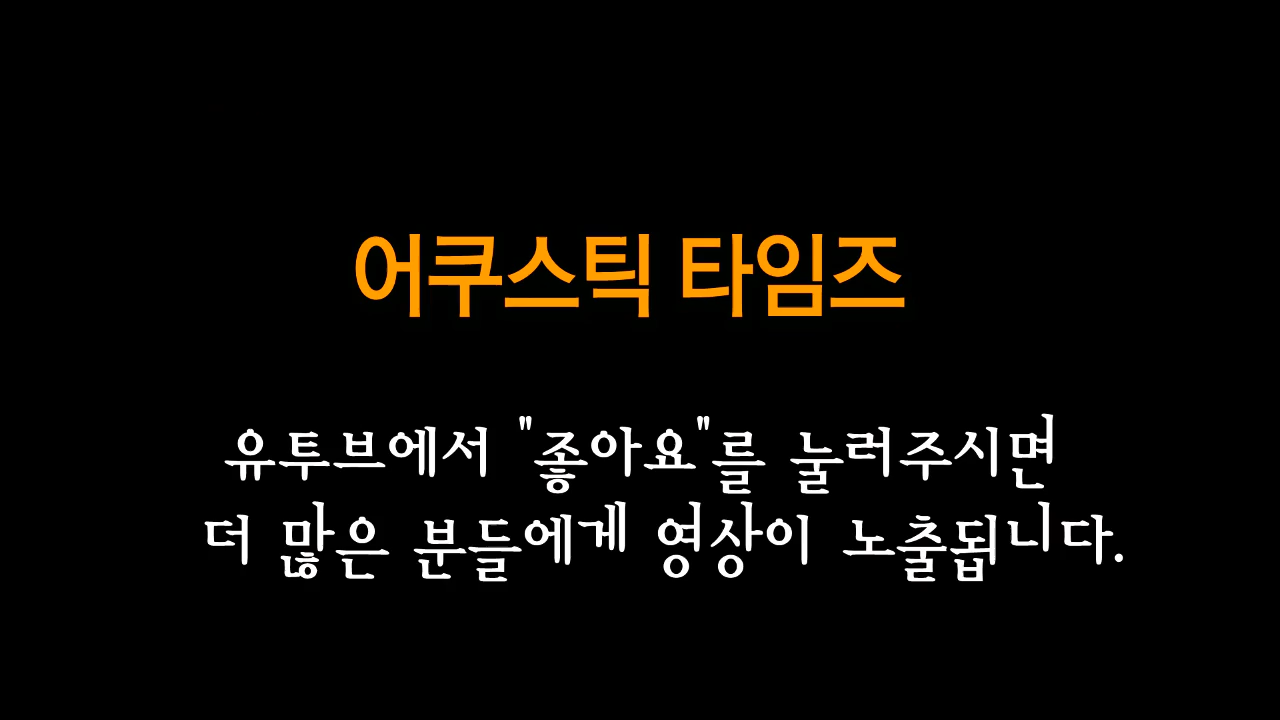 어쿠스틱 타임즈
유투브에서 "좋아요"를 눌러주시면
더 많은 분들에게 영상이 노출됩니다.